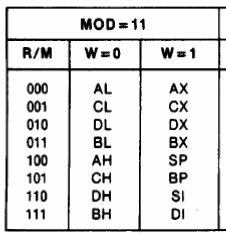 MOD=11
R/M W=0 W=1
000 AL AX
001 CL CX
010 DL DX
011 BL BX
100 AH SP
101 CH BP
110 DH SI
111 BH DI